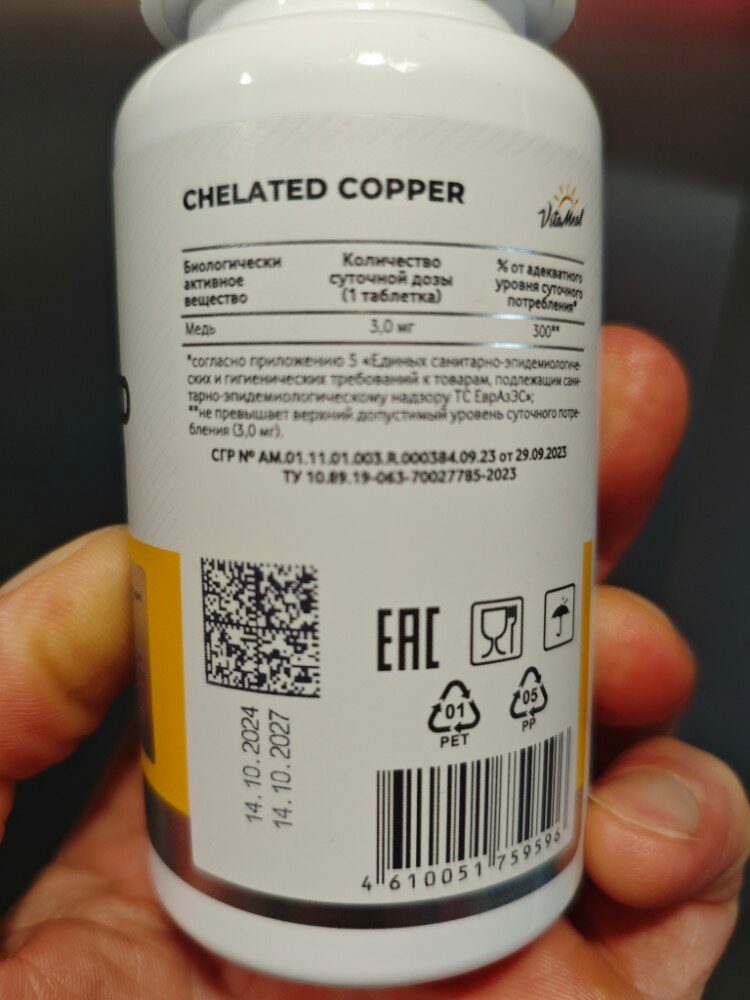 CHELATED COPPER
VitaMeal
Биологически активное вещество
Количество суточной дозы (1 таблетка)
% от адекватного уровня суточного потребления*
Медь 3,0 мг 300**
*согласно приложению 5 «Единых санитарно-эпидемиологиче-
ских и гигиенических требований к товарам, подлежащим сани-
тарно-эпидемиологическому надзору ТС ЕврАзЭС»;
**не превышает верхний допустимый уровень суточного потре-
бления (3,0 мг).
СГР № AM.01.11.01.003.R.000384.09.23 от 29.09.2023
ТУ 10.89.19-063-70027785-2023
EAC
01
PET
05
PP
14.10.2024
14.10.2027
4 610051 759596